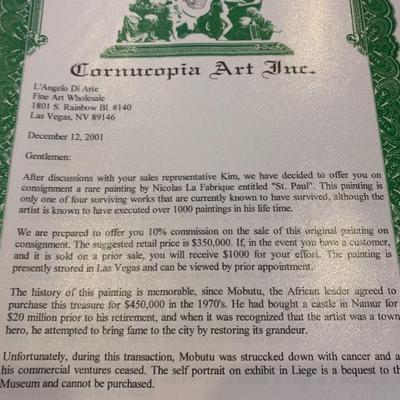 Cornucopia Art Inc.
L'Angelo Di Arte
Fine Art Wholesale
1801 S. Rainbow Bl. #140
Las Vegas, NV 89146
December 12, 2001
Gentlemen:
After discussions with your sales representative Kim, we have decided to offer you on
consignment a rare painting by Nicolas La Fabrique entitled "St. Paul". This painting is
only one of four surviving works that are currently known to have survived, although the
artist is known to have executed over 1000 paintings in his life time.
We are prepared to offer you 10% commission on the sale of this original painting on
consignment. The suggested retail price is $350,000. If, in the event you have a customer,
and it is sold on a prior sale, you will receive $1000 for your effort. The painting is
presently strored in Las Vegas and can be viewed by prior appointment.
The history of this painting is memorable, since Mobutu, the African leader agreed to
purchase this treasure for $450,000 in the 1970's. He had bought a castle in Namur for
$20 million prior to his retirement, and when it was recognized that the artist was a town
hero, he attempted to bring fame to the city by restoring its grandeur.
Unfortunately, during this transaction, Mobutu was struccked down with cancer and a
his commercial ventures ceased. The self portrait on exhibit in Liege is a bequest to th
Museum and cannot be purchased.